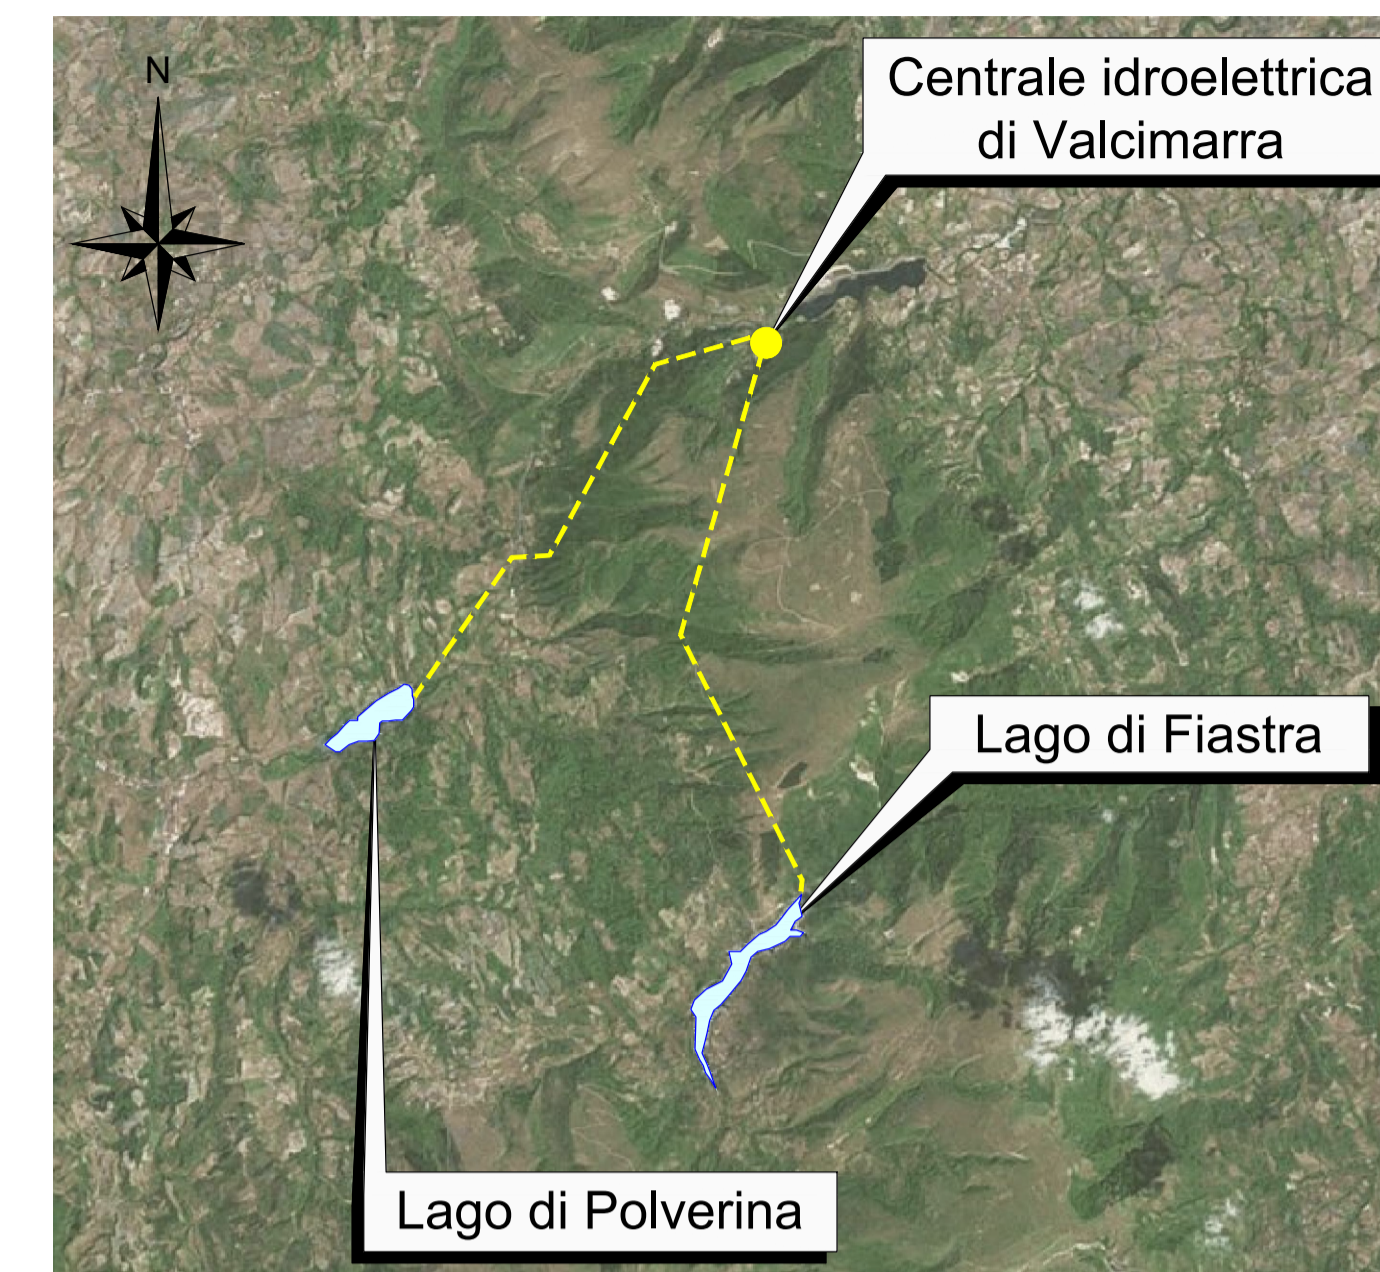 N
Centrale idroelettrica
di Valcimarra
Lago di Fiastra
Lago di Polverina